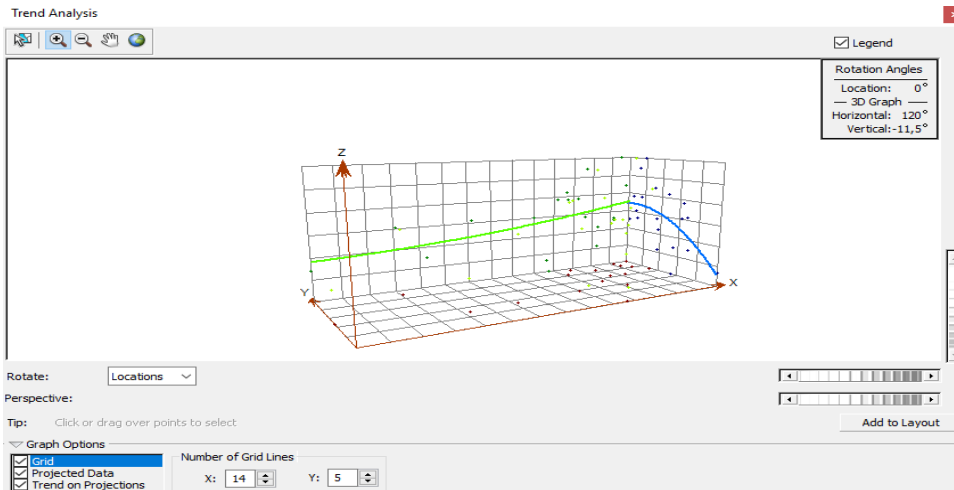 Trend Analysis
Legend
Rotation Angles
Location: 0°
3D Graph
Horizontal: 120°
Vertical:-11,5°
Z
Y
X
Rotate: Locations
Perspective:
Tip: Click or drag over points to select
Add to Layout
Graph Options
Grid
Projected Data
Trend on Projections
Number of Grid Lines
X: 14 Y: 5